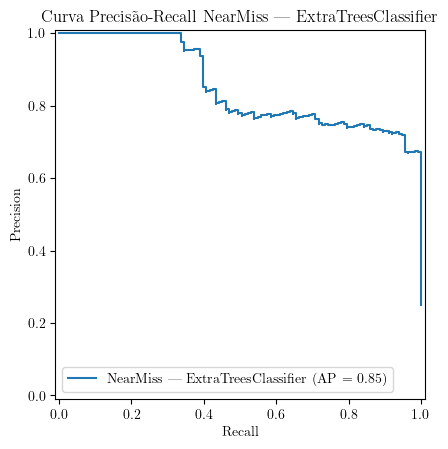 Curva Precisão-Recall NearMiss — ExtraTreesClassifier
1.0
0.8
0.6
0.4
0.2
0.0
Precision
NearMiss — ExtraTreesClassifier (AP = 0.85)
0.0 0.2 0.4 0.6 0.8 1.0
Recall